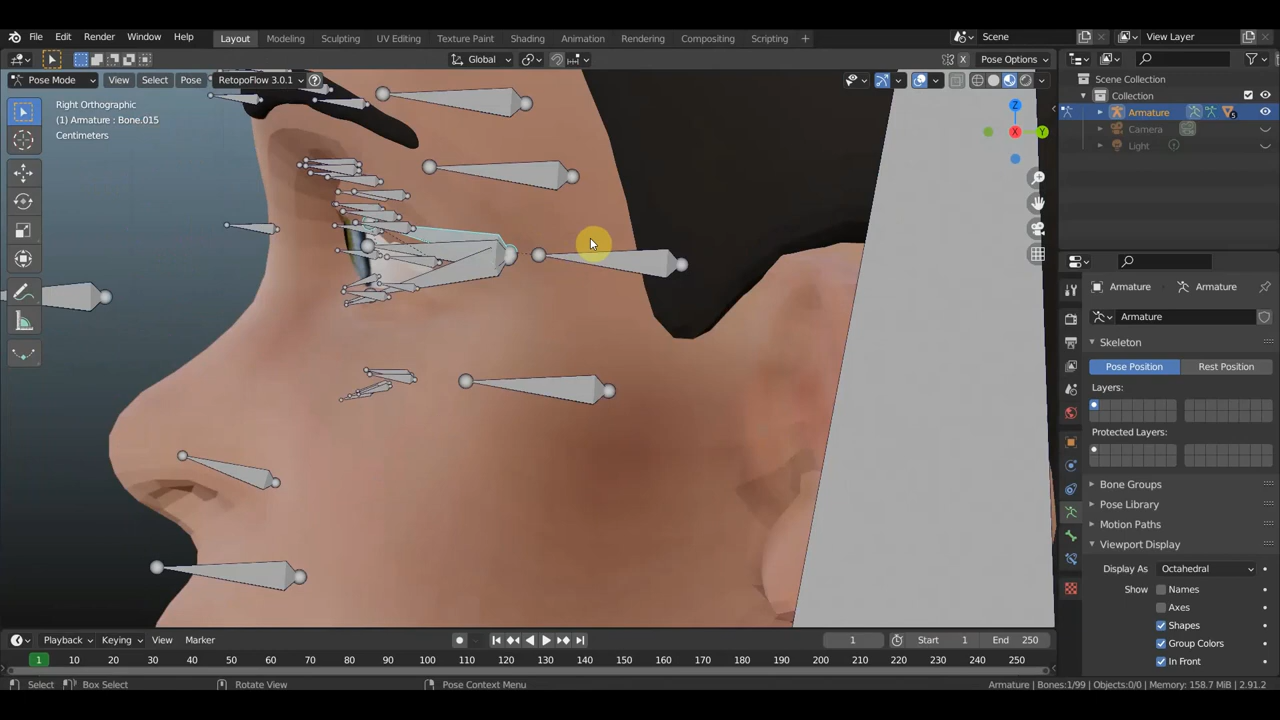 File Edit Render Window Help Layout Modeling Sculpting UV Editing Texture Paint Shading Animation Rendering Compositing Scripting + Scene View Layer
Global Pose Options
Pose Mode View Select Pose RetopoFlow 3.0.1 X
Right Orthographic
(1) Armature : Bone.015
Centimeters
Z
X
Y
Scene Collection
Collection
Armature 5
Camera
Light
Armature Armature
Armature
Skeleton
Pose Position Rest Position
Layers:
Protected Layers:
Bone Groups
Pose Library
Motion Paths
Viewport Display
Display As Octahedral
Show Names
Axes
Shapes
Group Colors
In Front
Playback Keying View Marker 1 Start 1 End 250
1 10 20 30 40 50 60 70 80 90 100 110 120 130 140 150 160 170 180 190 200 210 220 230 240 250
Select Box Select Rotate View Pose Context Menu Armature | Bones:1/99 | Objects:0/0 | Memory: 158.7 MiB | 2.91.2